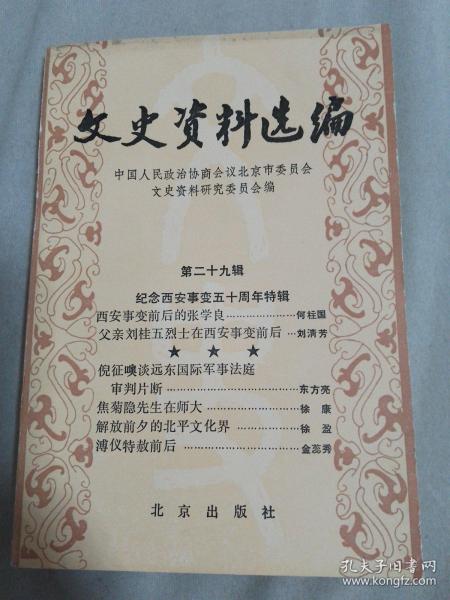 文史资料选编
中国人民政治协商会议北京市委员会
文史资料研究委员会编
第二十九辑
纪念西安事变五十周年特辑
西安事变前后的张学良……………………何柱国
父亲刘桂五烈士在西安事变前后…刘清芳
★ ★ ★
倪征噢谈远东国际军事法庭
审判片断……………………………东方亮
焦菊隐先生在师大……………………徐康
解放前夕的北平文化界………………徐盈
溥仪特赦前后…………………………金蕊秀
北京出版社
孔夫子旧书网
www.kongfz.com